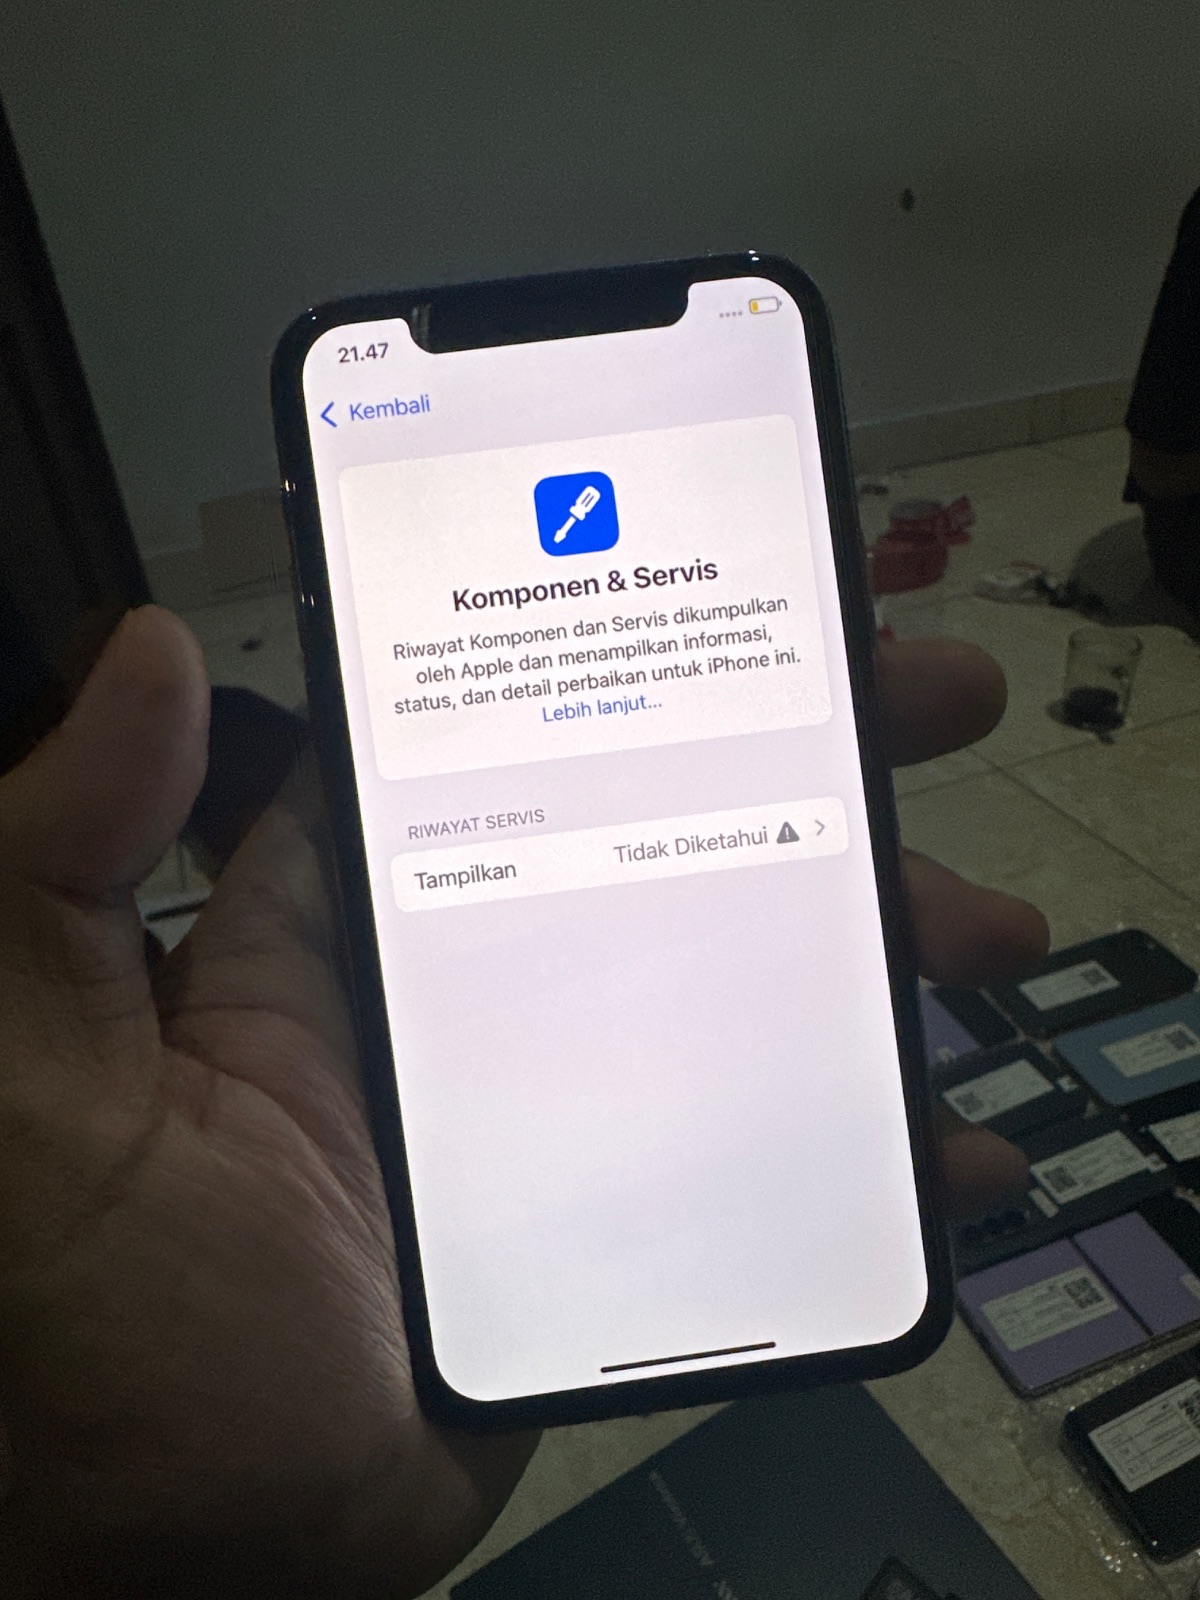 21.47
Kembali
Komponen & Servis
Riwayat Komponen dan Servis dikumpulkan
oleh Apple dan menampilkan informasi,
status, dan detail perbaikan untuk iPhone ini.
Lebih lanjut...
RIWAYAT SERVIS
Tampilkan Tidak Diketahui